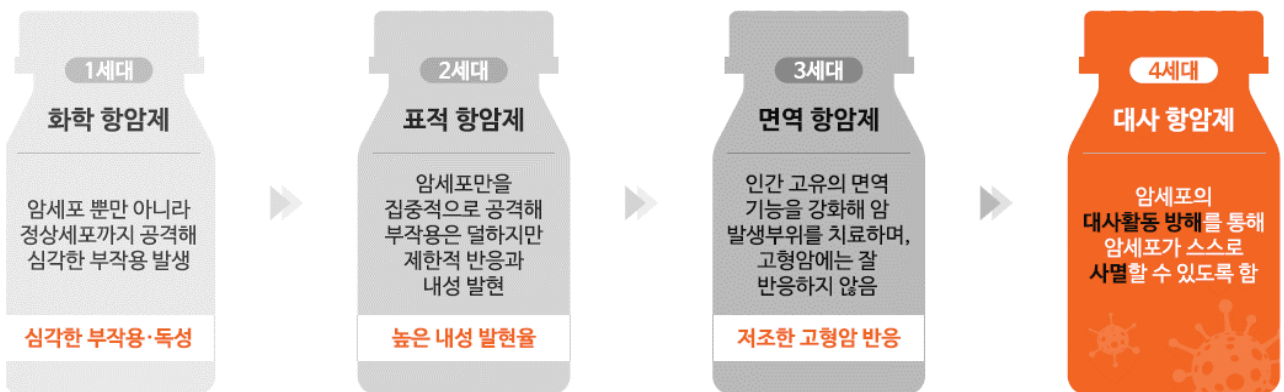 1세대
화학 항암제
암세포 뿐만 아니라
정상세포까지 공격해
심각한 부작용 발생
심각한 부작용·독성
2세대
표적 항암제
암세포만을
집중적으로 공격해
부작용은 덜하지만
제한적 반응과
내성 발현
높은 내성 발현율
3세대
면역 항암제
인간 고유의 면역
기능을 강화해 암
발생부위를 치료하며,
고형암에는 잘
반응하지 않음
저조한 고형암 반응
4세대
대사 항암제
암세포의
대사활동 방해를 통해
암세포가 스스로
사멸할 수 있도록 함